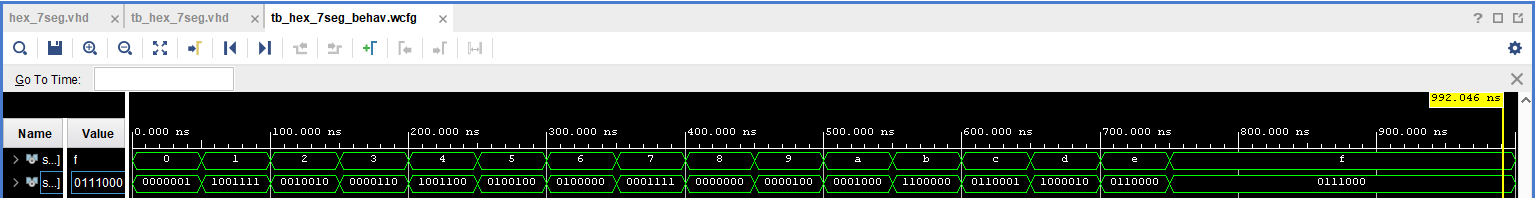 hex_7seg.vhd × tb_hex_7seg.vhd × tb_hex_7seg_behav.wcfg ×
Go To Time:
992.046 ns
Name Value 0.000 ns 100.000 ns 200.000 ns 300.000 ns 400.000 ns 500.000 ns 600.000 ns 700.000 ns 800.000 ns 900.000 ns
s...] f 0 1 2 3 4 5 6 7 8 9 a b c d e f
s...] 0111000 0000001 1001111 0010010 0000110 1001100 0100100 0100000 0001111 0000000 0000100 0001000 1100000 0110001 1000010 0110000 0111000